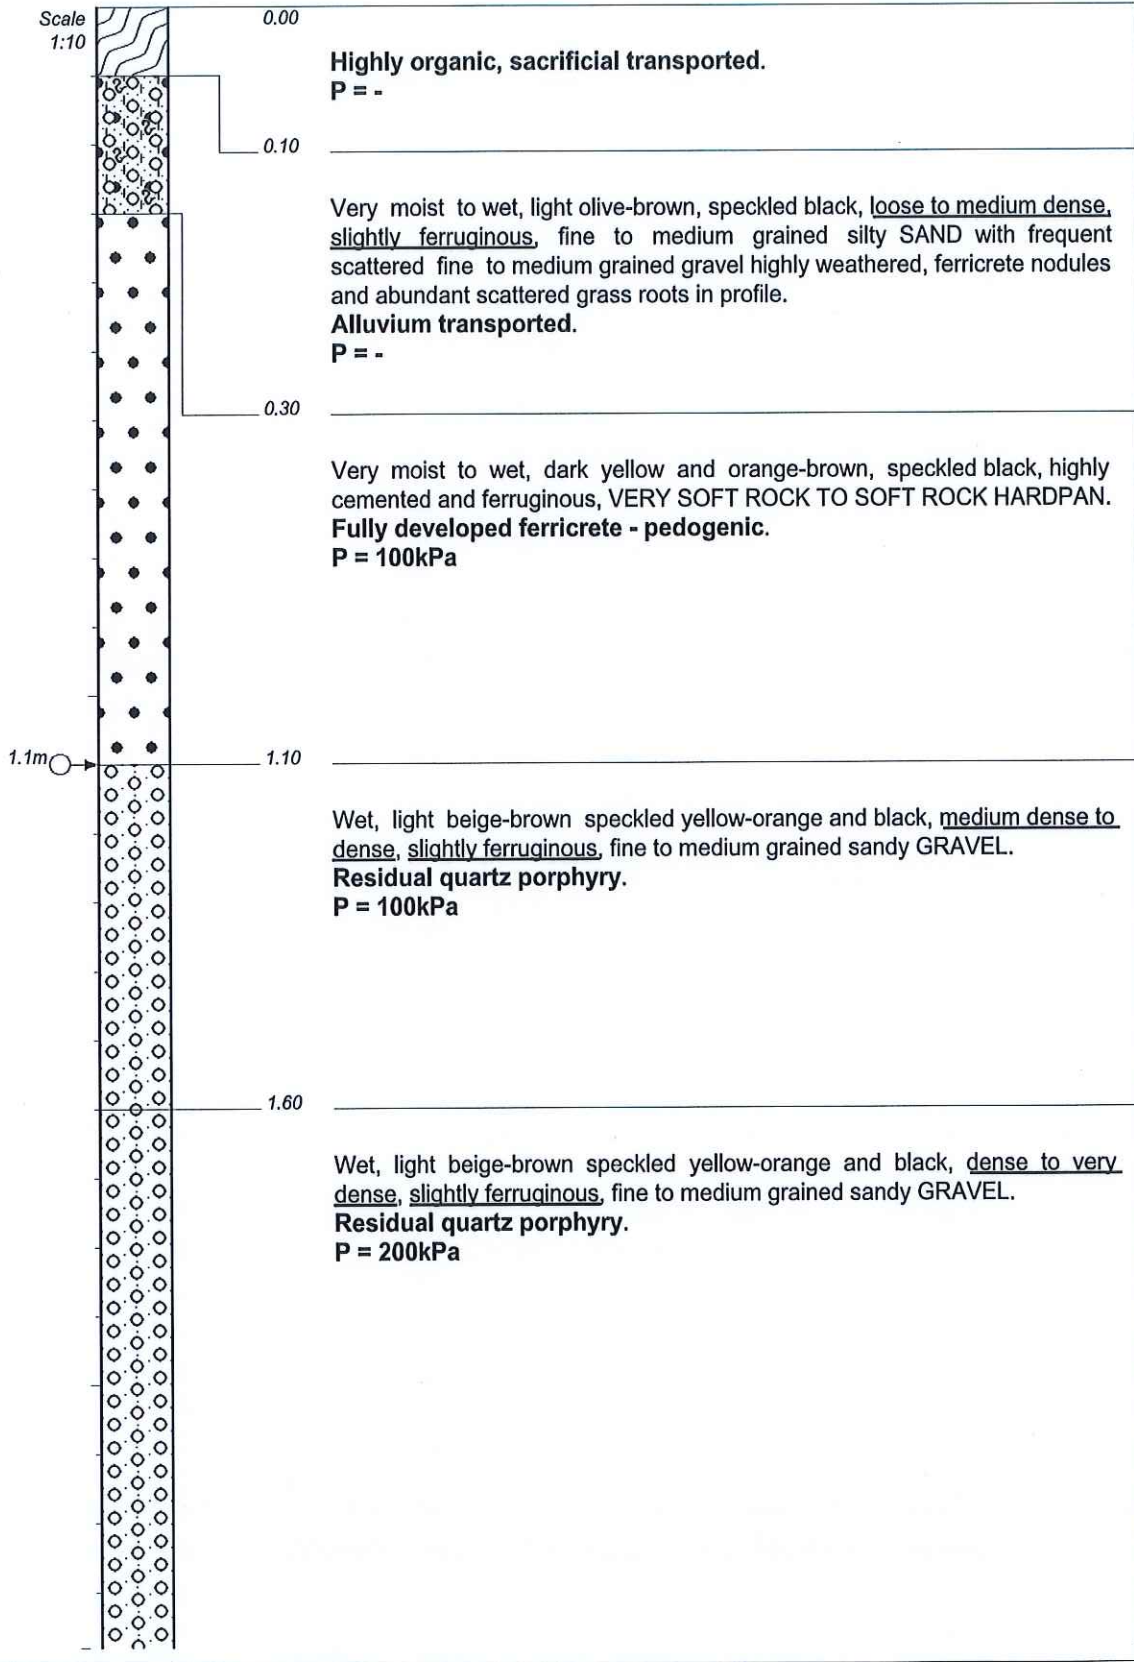 Scale
1:10
0.00
Highly organic, sacrificial transported.
P = -
0.10
Very moist to wet, light olive-brown, speckled black, loose to medium dense,
slightly ferruginous, fine to medium grained silty SAND with frequent
scattered fine to medium grained gravel highly weathered, ferricrete nodules
and abundant scattered grass roots in profile.
Alluvium transported.
P = -
0.30
Very moist to wet, dark yellow and orange-brown, speckled black, highly
cemented and ferruginous, VERY SOFT ROCK TO SOFT ROCK HARDPAN.
Fully developed ferricrete - pedogenic.
P = 100kPa
1.1m
1.10
Wet, light beige-brown speckled yellow-orange and black, medium dense to
dense, slightly ferruginous, fine to medium grained sandy GRAVEL.
Residual quartz porphyry.
P = 100kPa
1.60
Wet, light beige-brown speckled yellow-orange and black, dense to very
dense, slightly ferruginous, fine to medium grained sandy GRAVEL.
Residual quartz porphyry.
P = 200kPa